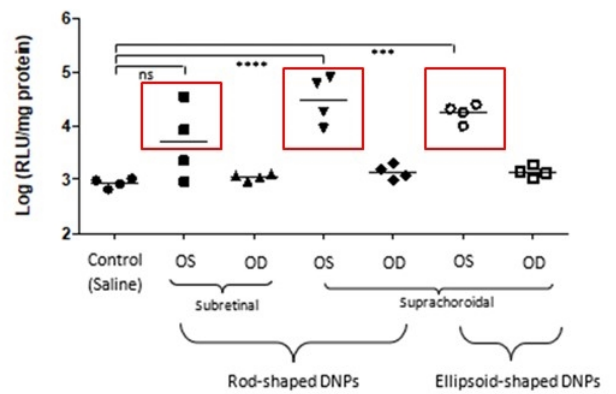 6
5
4
3
2
Log (RLU/mg protein)
***
****
ns
Control
(Saline)
OS
OD
OS
OD
OS
OD
Subretinal
Suprachoroidal
Rod-shaped DNPs
Ellipsoid-shaped DNPs